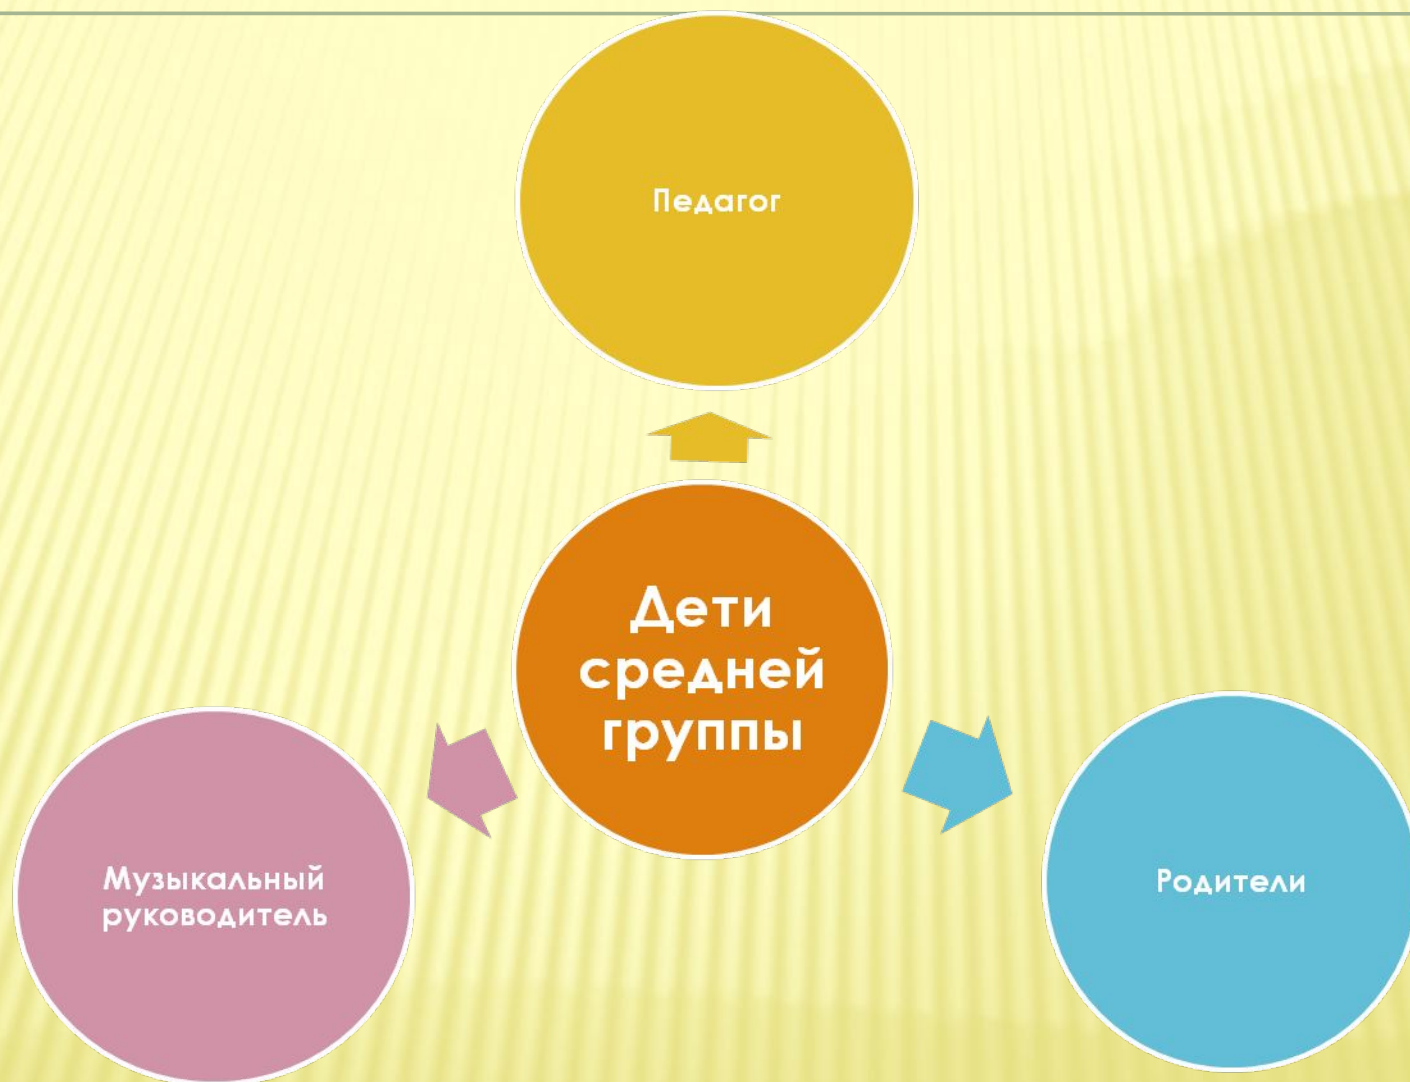 Педагог
Дети
средней
группы
Музыкальный
руководитель
Родители